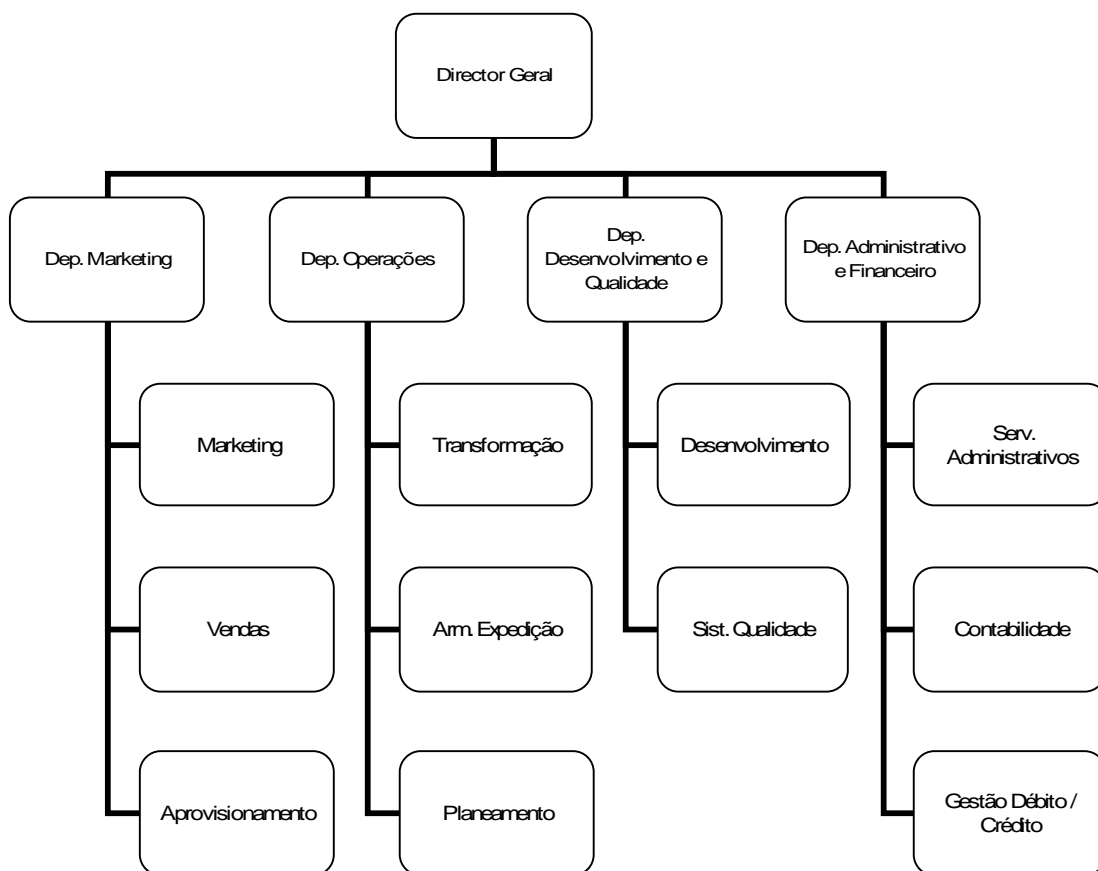 Director Geral
Dep. Marketing
Dep. Operações
Dep.
Desenvolvimento e
Qualidade
Dep. Administrativo
e Financeiro
Marketing
Transformação
Desenvolvimento
Serv.
Administrativos
Vendas
Arm. Expedição
Sist. Qualidade
Contabilidade
Aprovisionamento
Planeamento
Gestão Débito /
Crédito